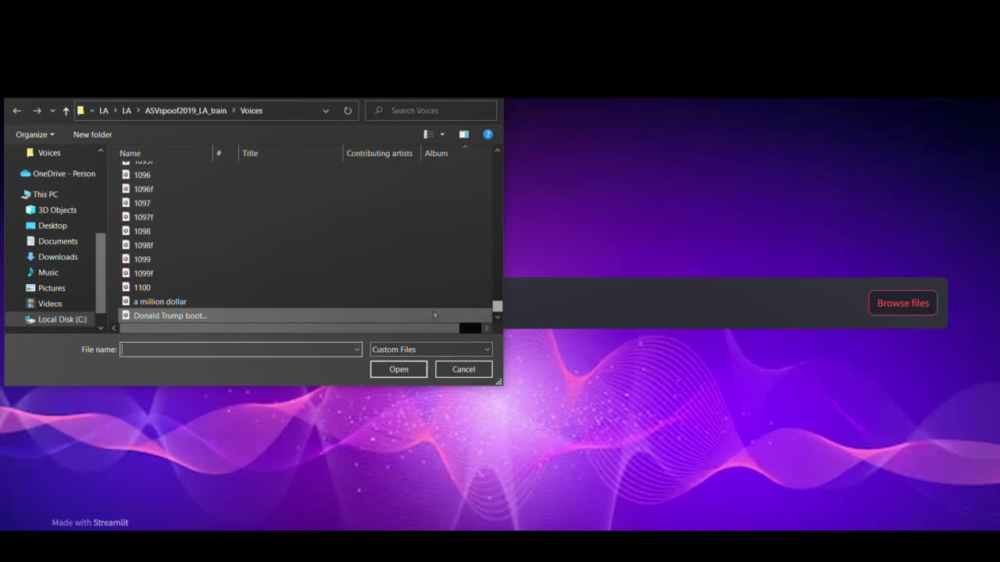 « LA > LA > ASVspoof2019_LA_train > Voices
Search Voices
Organize
New folder
?
Voices
OneDrive - Person
This PC
3D Objects
Desktop
Documents
Downloads
Music
Pictures
Videos
Local Disk (C:)
Name # Title Contributing artists Album
1095f
1096
1096f
1097
1097f
1098
1098f
1099
1099f
1100
a million dollar
Donald Trump boot...
File name:
Custom Files
Open
Cancel
Browse files
Made with Streamlit